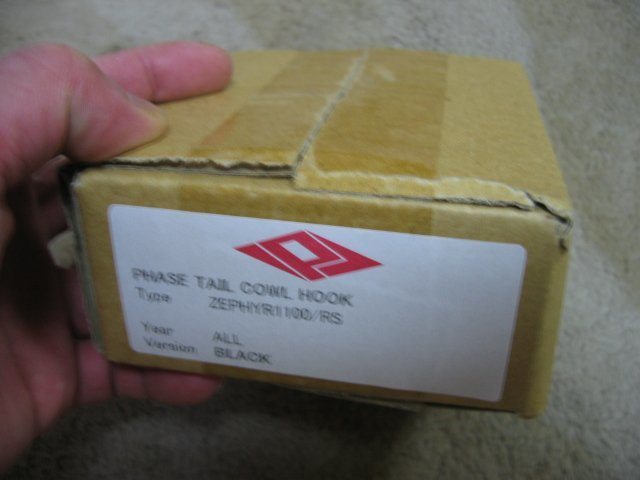 PHASE TAIL COWL HOOK
Type ZEPHYR1100/RS
Year ALL
Version BLACK